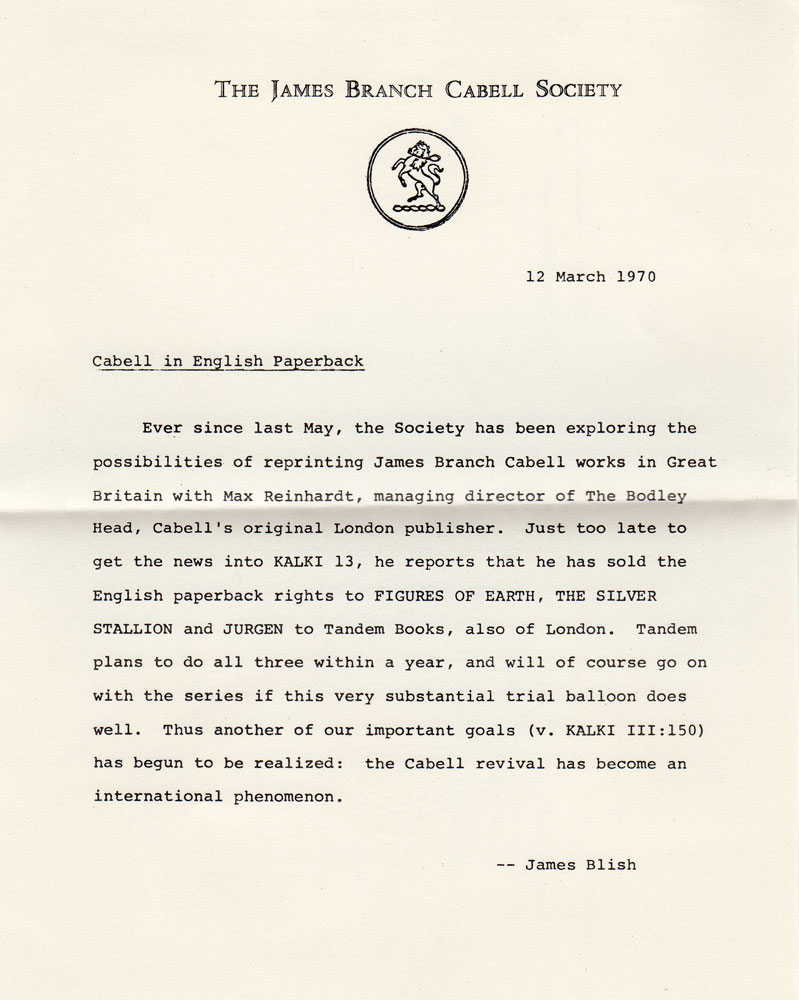 THE JAMES BRANCH CABELL SOCIETY
12 March 1970
Cabell in English Paperback
Ever since last May, the Society has been exploring the
possibilities of reprinting James Branch Cabell works in Great
Britain with Max Reinhardt, managing director of The Bodley
Head, Cabell's original London publisher.  Just too late to
get the news into KALKI 13, he reports that he has sold the
English paperback rights to FIGURES OF EARTH, THE SILVER
STALLION and JURGEN to Tandem Books, also of London.  Tandem
plans to do all three within a year, and will of course go on
with the series if this very substantial trial balloon does
well.  Thus another of our important goals (v. KALKI III:150)
has begun to be realized:  the Cabell revival has become an
international phenomenon.
-- James Blish